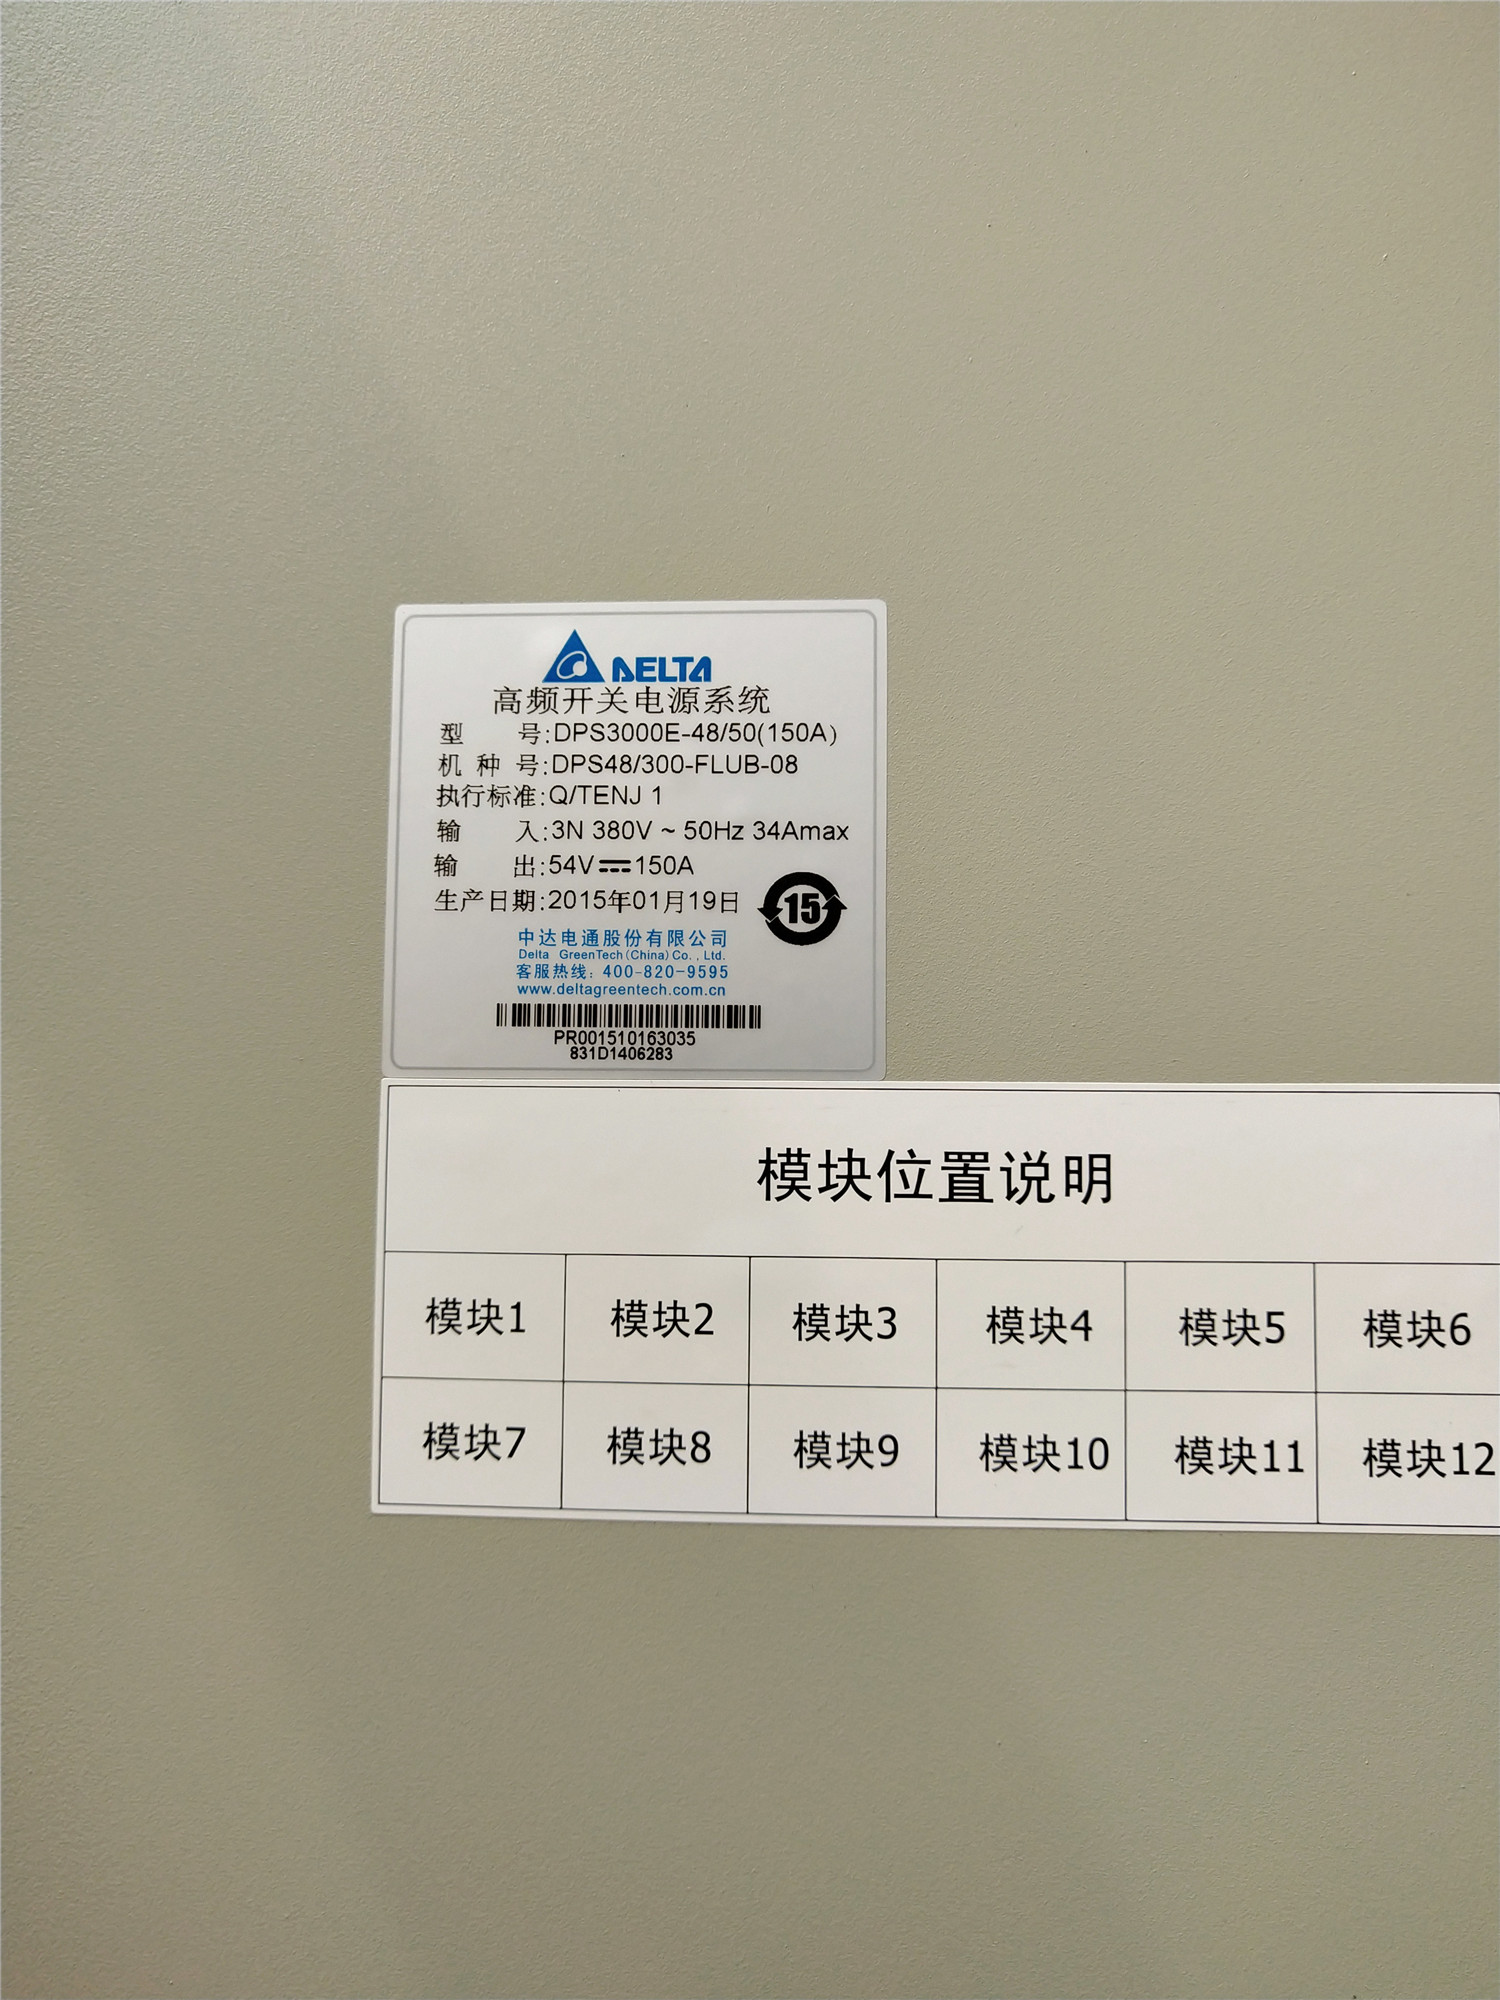 DELTA
高频开关电源系统
型 号:DPS3000E-48/50(150A)
机 种 号:DPS48/300-FLUB-08
执行标准:Q/TENJ 1
输 入:3N 380V ~ 50Hz 34Amax
输 出:54V⎓150A
生产日期:2015年01月19日
15
中达电通股份有限公司
Delta GreenTech(China)Co.,Ltd.
客服热线: 400-820-9595
www.deltagreentech.com.cn
PR001510163035
831D1406283
模块位置说明
模块1 模块2 模块3 模块4 模块5 模块6
模块7 模块8 模块9 模块10 模块11 模块12